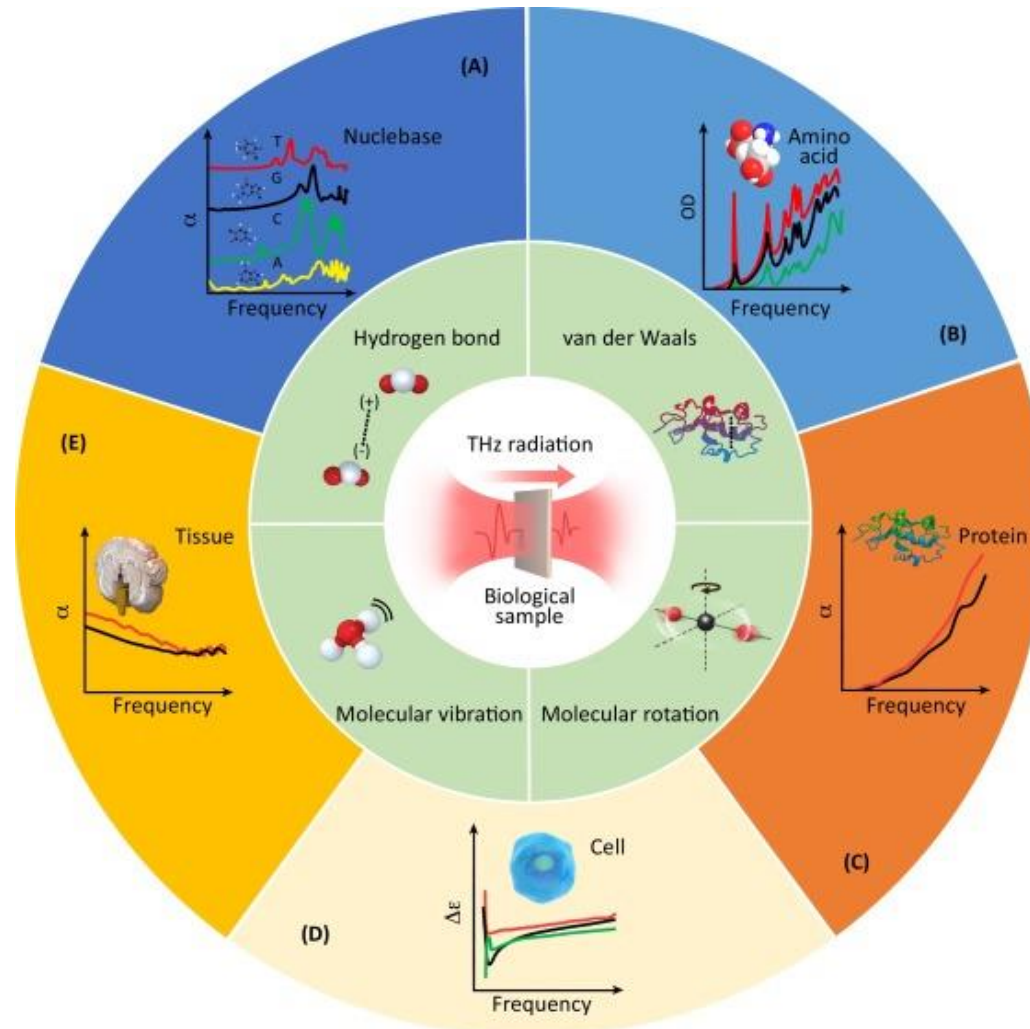 (A)
Nuclebase
T
G
C
A
α
Frequency
Amino
acid
OD
(B)
Hydrogen bond
(+)
(-)
van der Waals
THz radiation
Biological
sample
Molecular vibration
Molecular rotation
(E)
Tissue
α
Frequency
Protein
α
Frequency
(C)
Cell
Δε
Frequency
(D)
Frequency